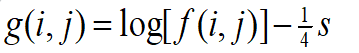 g(i, j) = log[f(i, j)] − 1/4 s